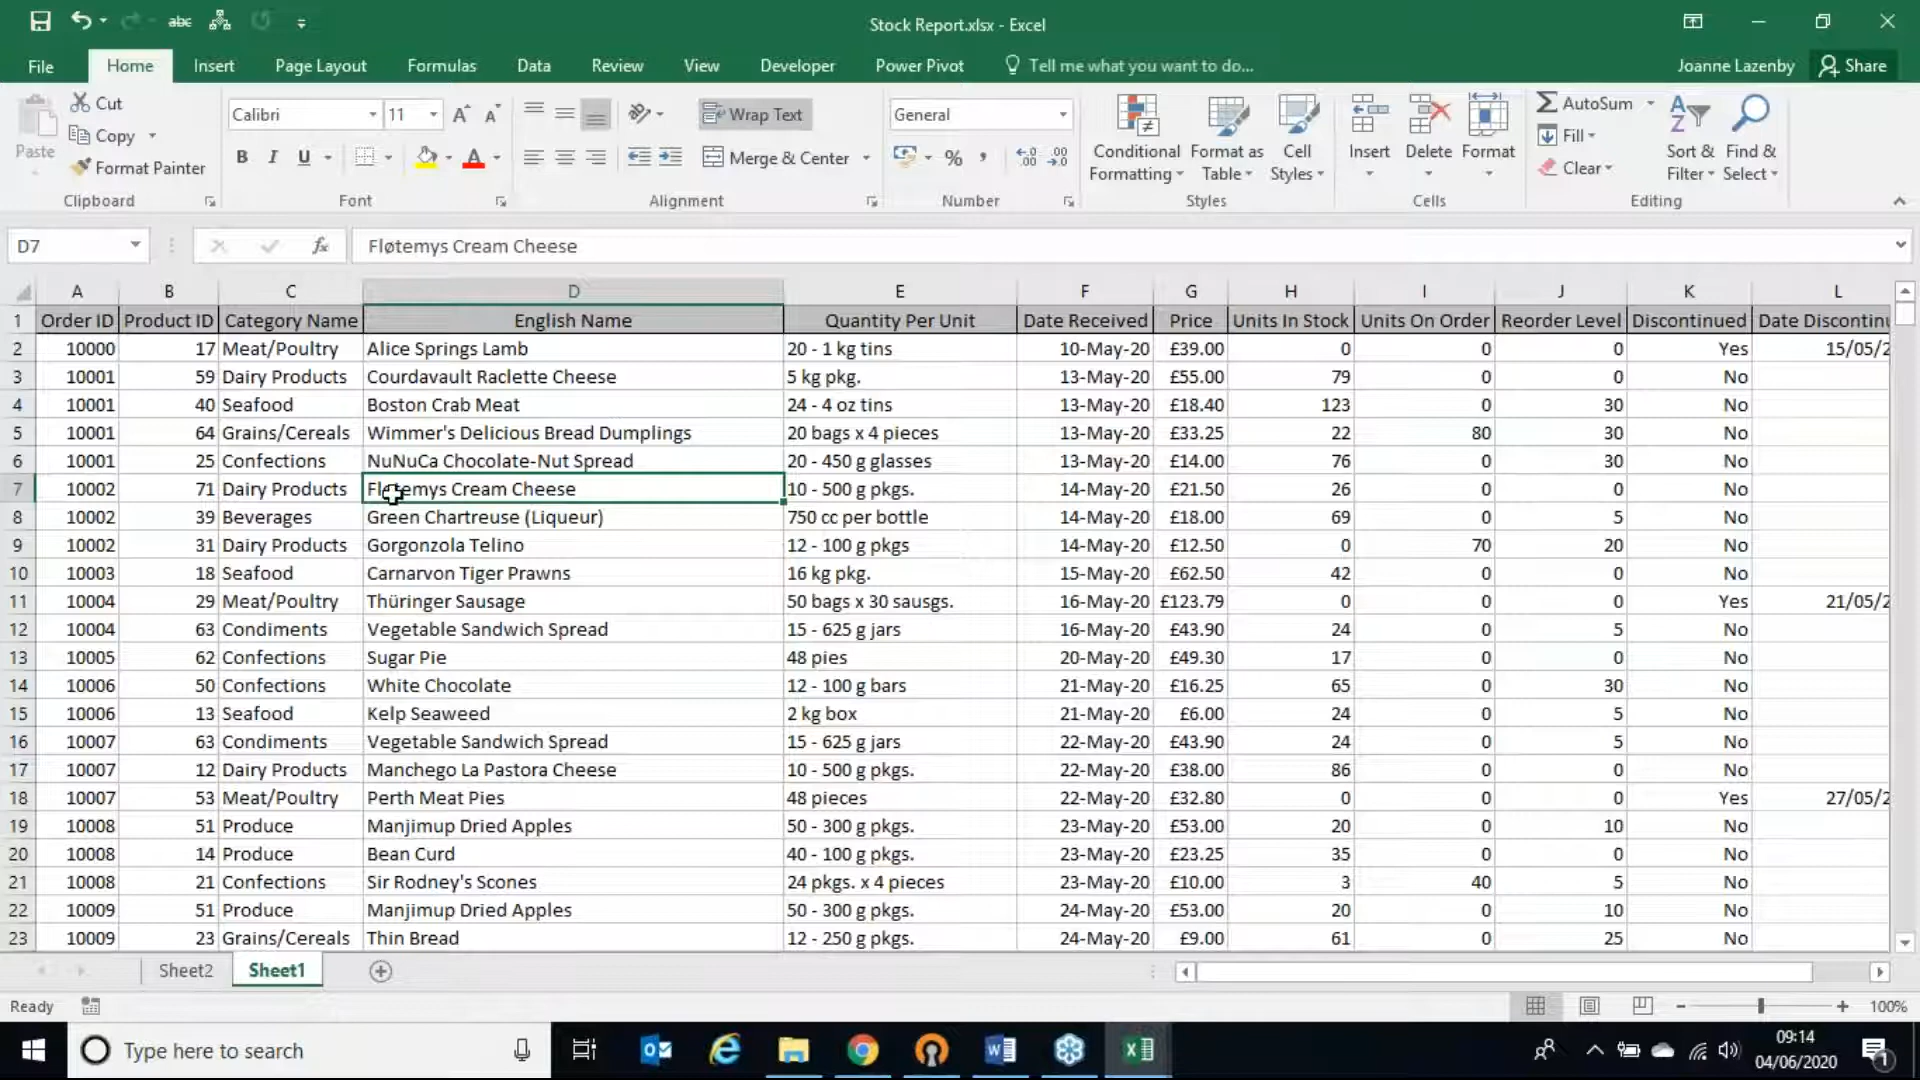 abc
Stock Report.xlsx - Excel
File Home Insert Page Layout Formulas Data Review View Developer Power Pivot Tell me what you want to do... Joanne Lazenby Share
Paste
Cut
Copy
Format Painter
Calibri 11
B I U
Wrap Text
Merge & Center
General
Conditional Formatting
Format as Table
Cell Styles
Insert
Delete
Format
AutoSum
Fill
Clear
Sort & Filter
Find & Select
Clipboard Font Alignment Number Styles Cells Editing
D7 fx Fløtemys Cream Cheese
A B C D E F G H I J K L
1 Order ID Product ID Category Name English Name Quantity Per Unit Date Received Price Units In Stock Units On Order Reorder Level Discontinued Date Discontinu
2 10000 17 Meat/Poultry Alice Springs Lamb 20 - 1 kg tins 10-May-20 £39.00 0 0 0 Yes 15/05/2
3 10001 59 Dairy Products Courdavault Raclette Cheese 5 kg pkg. 13-May-20 £55.00 79 0 0 No
4 10001 40 Seafood Boston Crab Meat 24 - 4 oz tins 13-May-20 £18.40 123 0 30 No
5 10001 64 Grains/Cereals Wimmer's Delicious Bread Dumplings 20 bags x 4 pieces 13-May-20 £33.25 22 80 30 No
6 10001 25 Confections NuNuCa Chocolate-Nut Spread 20 - 450 g glasses 13-May-20 £14.00 76 0 30 No
7 10002 71 Dairy Products Fløtemys Cream Cheese 10 - 500 g pkgs. 14-May-20 £21.50 26 0 0 No
8 10002 39 Beverages Green Chartreuse (Liqueur) 750 cc per bottle 14-May-20 £18.00 69 0 5 No
9 10002 31 Dairy Products Gorgonzola Telino 12 - 100 g pkgs 14-May-20 £12.50 0 70 20 No
10 10003 18 Seafood Carnarvon Tiger Prawns 16 kg pkg. 15-May-20 £62.50 42 0 0 No
11 10004 29 Meat/Poultry Thüringer Sausage 50 bags x 30 sausgs. 16-May-20 £123.79 0 0 0 Yes 21/05/2
12 10004 63 Condiments Vegetable Sandwich Spread 15 - 625 g jars 16-May-20 £43.90 24 0 5 No
13 10005 62 Confections Sugar Pie 48 pies 20-May-20 £49.30 17 0 0 No
14 10006 50 Confections White Chocolate 12 - 100 g bars 21-May-20 £16.25 65 0 30 No
15 10006 13 Seafood Kelp Seaweed 2 kg box 21-May-20 £6.00 24 0 5 No
16 10007 63 Condiments Vegetable Sandwich Spread 15 - 625 g jars 22-May-20 £43.90 24 0 5 No
17 10007 12 Dairy Products Manchego La Pastora Cheese 10 - 500 g pkgs. 22-May-20 £38.00 86 0 0 No
18 10007 53 Meat/Poultry Perth Meat Pies 48 pieces 22-May-20 £32.80 0 0 0 Yes 27/05/2
19 10008 51 Produce Manjimup Dried Apples 50 - 300 g pkgs. 23-May-20 £53.00 20 0 10 No
20 10008 14 Produce Bean Curd 40 - 100 g pkgs. 23-May-20 £23.25 35 0 0 No
21 10008 21 Confections Sir Rodney's Scones 24 pkgs. x 4 pieces 23-May-20 £10.00 3 40 5 No
22 10009 51 Produce Manjimup Dried Apples 50 - 300 g pkgs. 24-May-20 £53.00 20 0 10 No
23 10009 23 Grains/Cereals Thin Bread 12 - 250 g pkgs. 24-May-20 £9.00 61 0 25 No
Sheet2 Sheet1
Ready 100%
Type here to search
09:14
04/06/2020
1